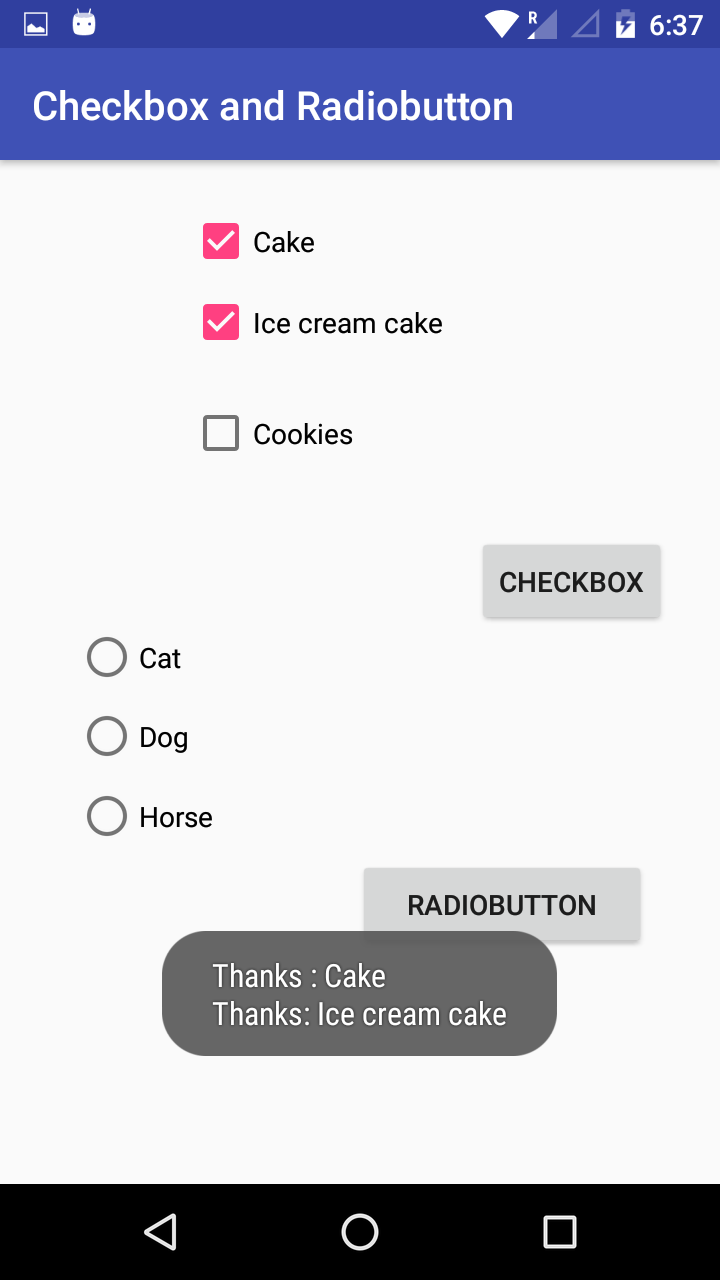 R 6:37
Checkbox and Radiobutton
Cake
Ice cream cake
Cookies
CHECKBOX
Cat
Dog
Horse
RADIOBUTTON
Thanks : Cake
Thanks: Ice cream cake